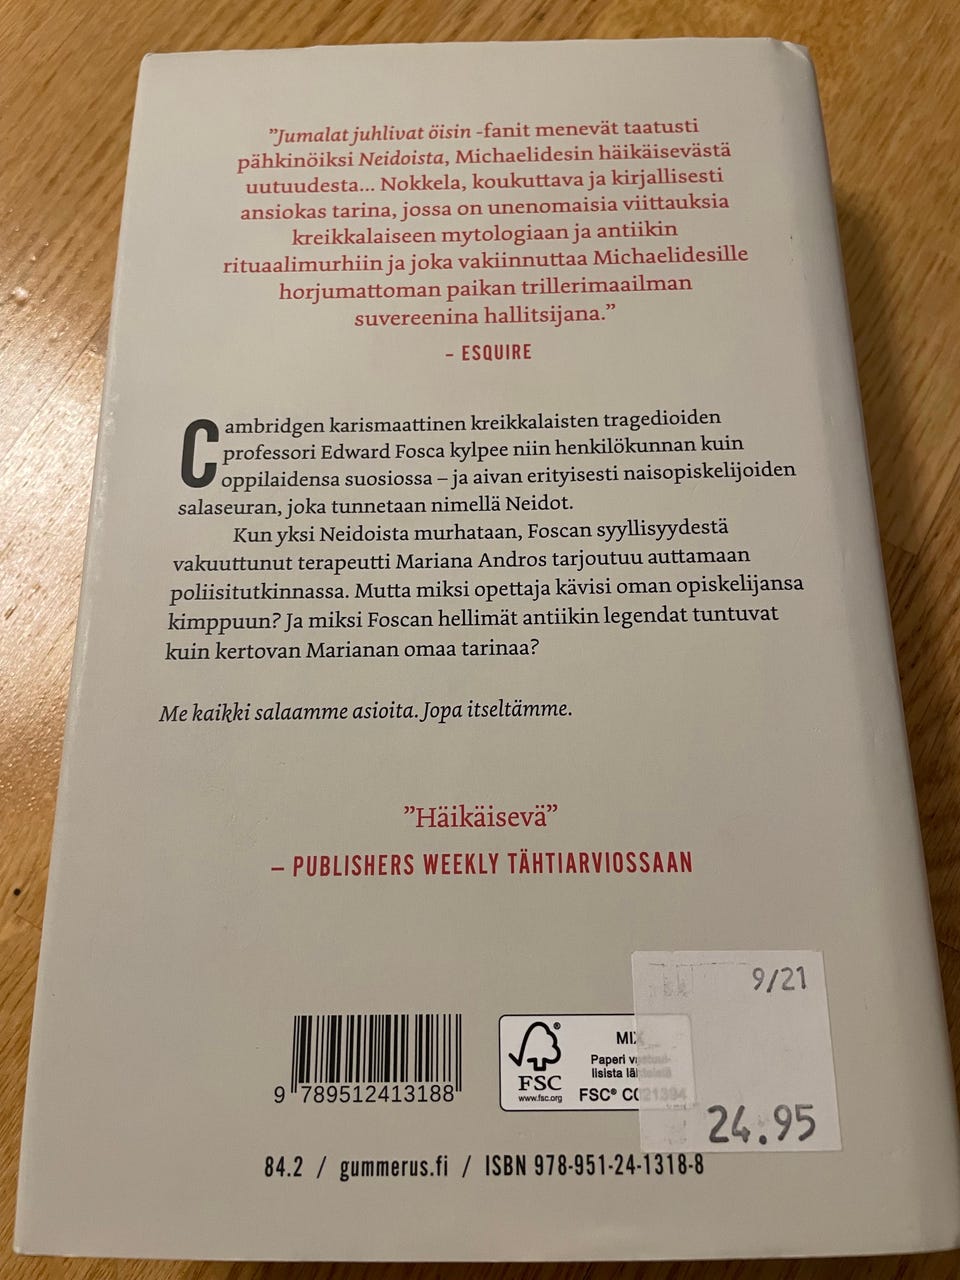 ”Jumalat juhlivat öisin -fanit menevät taatusti
pähkinöiksi Neidoista, Michaelidesin häikäisevästä
uutuudesta... Nokkela, koukuttava ja kirjallisesti
ansiokas tarina, jossa on unenomaisia viittauksia
kreikkalaiseen mytologiaan ja antiikin
rituaalimurhiin ja joka vakiinnuttaa Michaelidesille
horjumattoman paikan trillerimaailman
suvereenina hallitsijana.”
– ESQUIRE
Cambridgen karismaattinen kreikkalaisten tragedioiden
professori Edward Fosca kylpee niin henkilökunnan kuin
oppilaidensa suosiossa – ja aivan erityisesti naisopiskelijoiden
salaseuran, joka tunnetaan nimellä Neidot.
Kun yksi Neidoista murhataan, Foscan syyllisyydestä
vakuuttunut terapeutti Mariana Andros tarjoutuu auttamaan
poliisitutkinnassa. Mutta miksi opettaja kävisi oman opiskelijansa
kimppuun? Ja miksi Foscan hellimät antiikin legendat tuntuvat
kuin kertovan Marianan omaa tarinaa?
Me kaikki salaamme asioita. Jopa itseltämme.
”Häikäisevä”
– PUBLISHERS WEEKLY TÄHTIARVIOSSAAN
9/21
MIX
Paperi vastuul-
lisista lähteistä
FSC® C021394
®
FSC
www.fsc.org
9 789512413188
24.95
84.2 / gummerus.fi / ISBN 978-951-24-1318-8